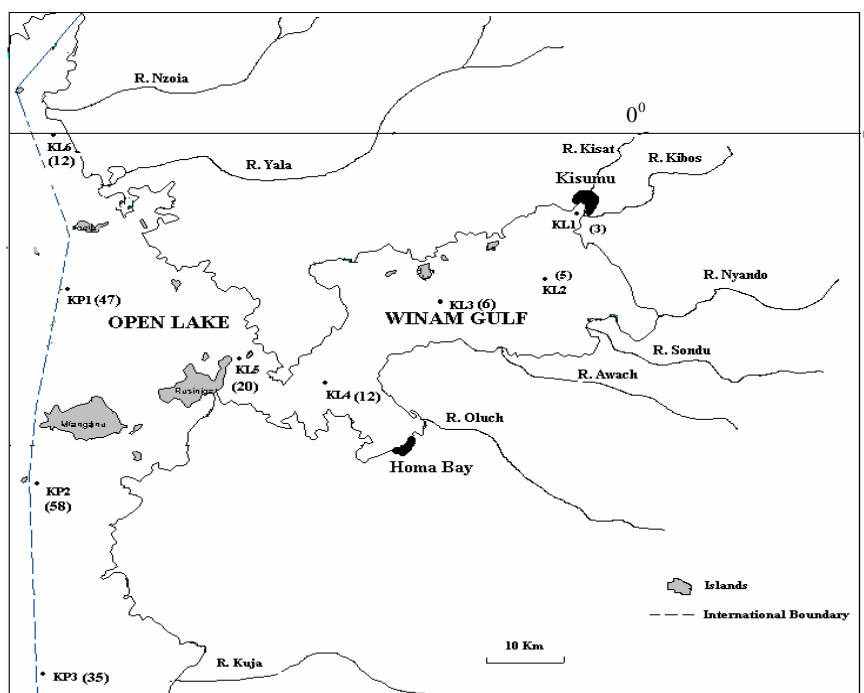 R. Nzoia
0⁰
KL6
(12)
R. Yala
R. Kisat
R. Kibos
Kisumu
KL1
(3)
(5)
KL2
R. Nyando
KP1 (47)
KL3 (6)
OPEN LAKE
WINAM GULF
R. Sondu
KL5
(20)
R. Awach
KL4 (12)
Mfanganu
R. Oluch
Homa Bay
KP2
(58)
Islands
International Boundary
10 Km
R. Kuja
KP3 (35)